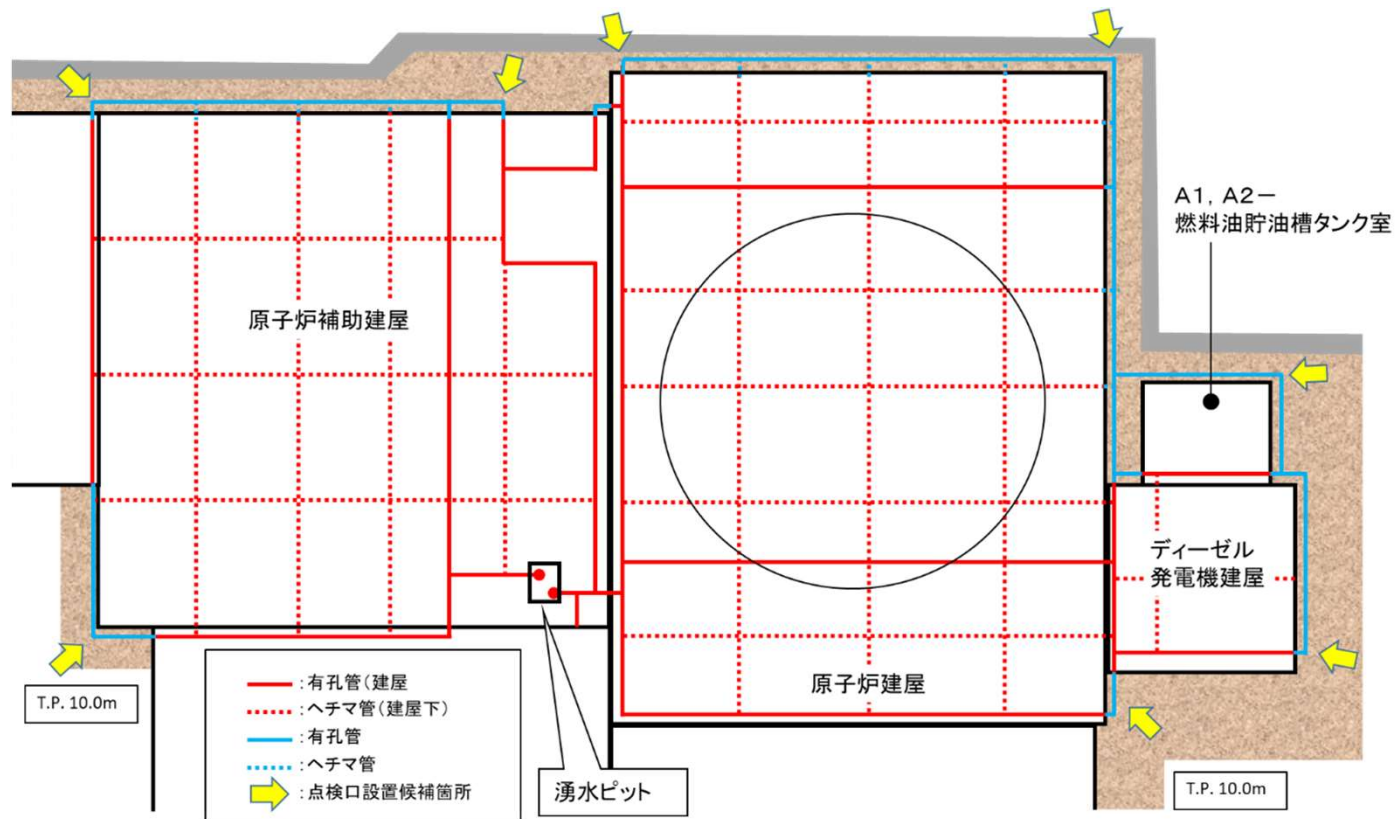 A1, A2－
燃料油貯油槽タンク室
原子炉補助建屋
ディーゼル
発電機建屋
原子炉建屋
T.P. 10.0m
:有孔管(建屋
:ヘチマ管(建屋下)
:有孔管
:ヘチマ管
:点検口設置候補箇所
湧水ピット
T.P. 10.0m